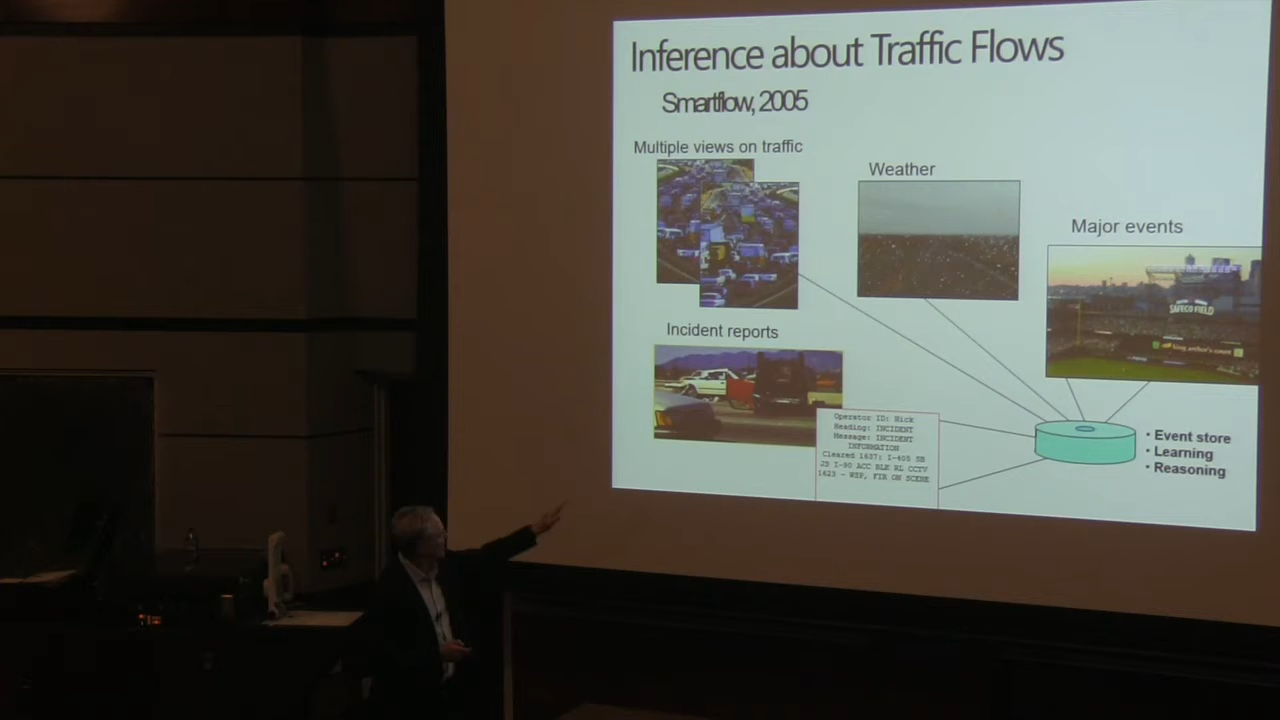 Inference about Traffic Flows
Smartflow, 2005
Multiple views on traffic
Weather
Major events
SAFECO FIELD
Incident reports
Operator ID: Rick
Heading: INCIDENT
Message: INCIDENT
INFORMATION
Cleared 1637: I-405 SB
JS I-90 ACC BLK RL CCTV
1623 – WSP, FIR ON SCENE
• Event store
• Learning
• Reasoning